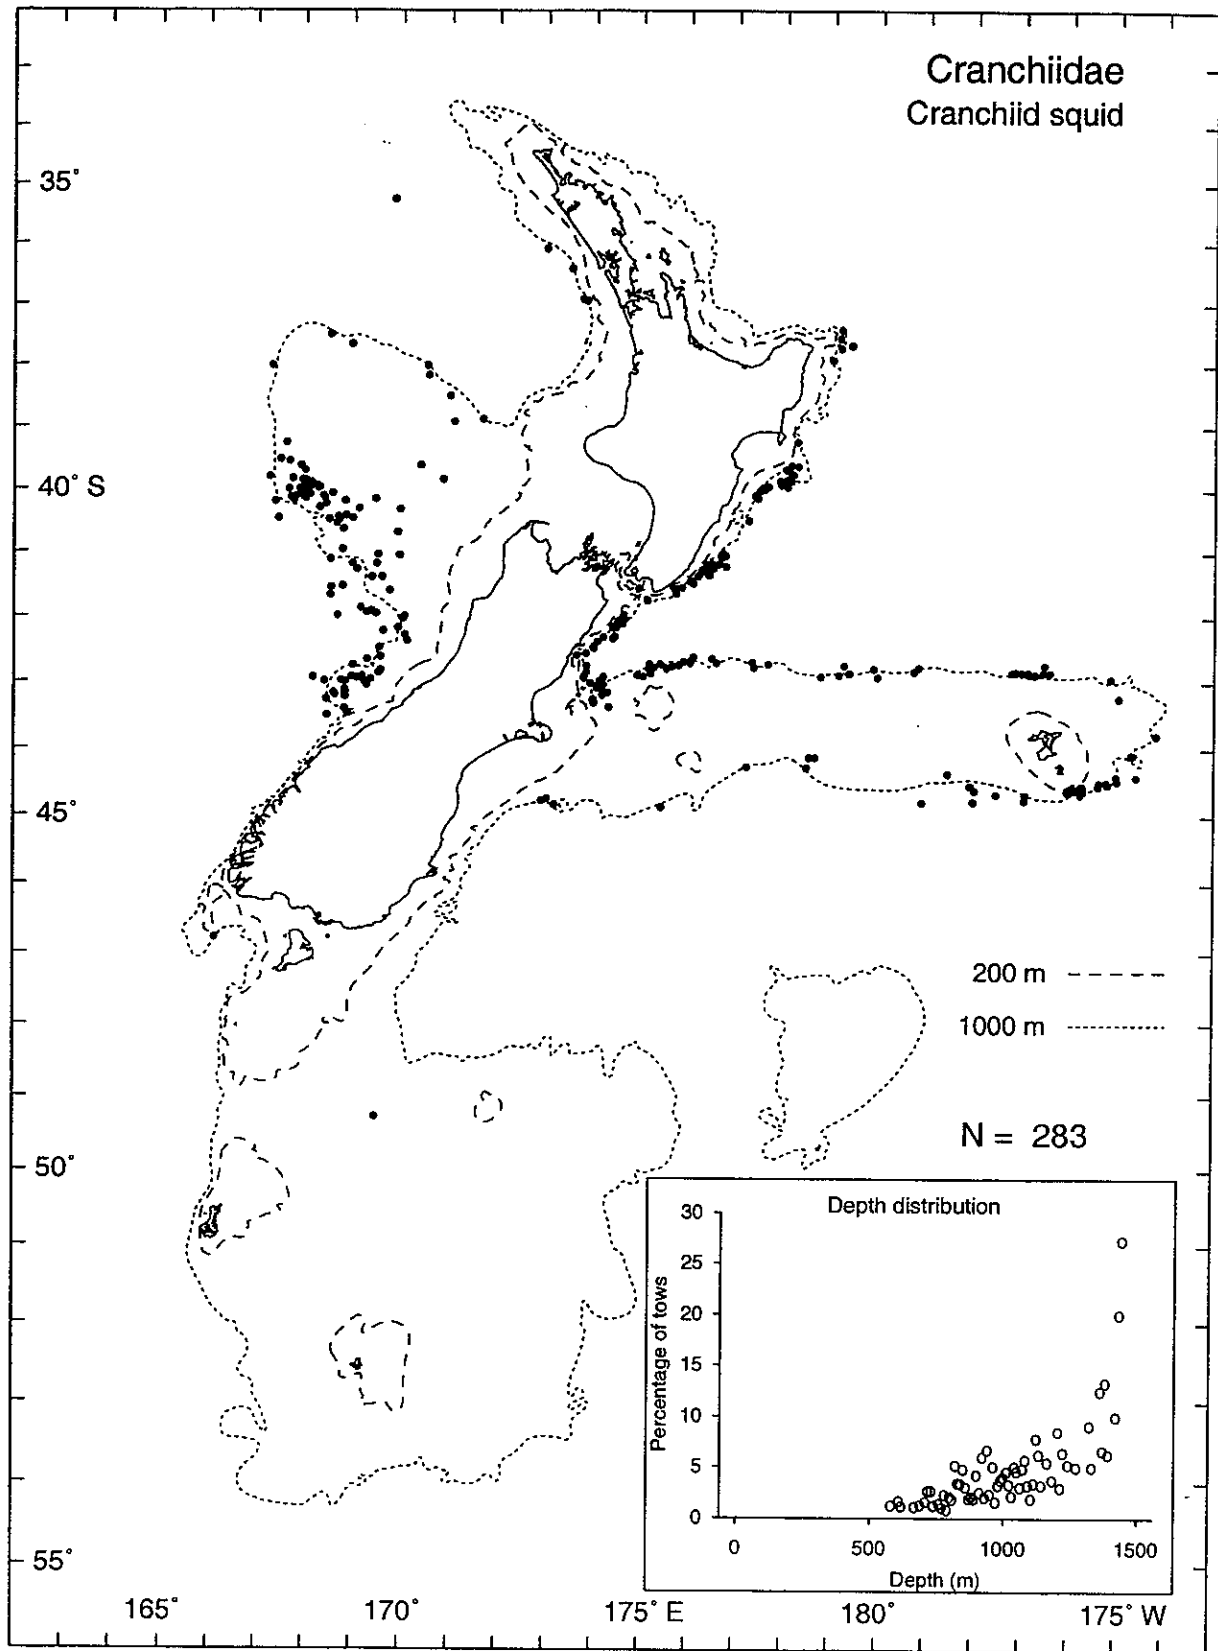 Cranchiidae
Cranchiid squid
35°
40° S
45°
50°
55°
165°
170°
175° E
180°
175° W
200 m
1000 m
N = 283
Depth distribution
Percentage of tows
30
25
20
15
10
5
0
0
500
1000
1500
Depth (m)